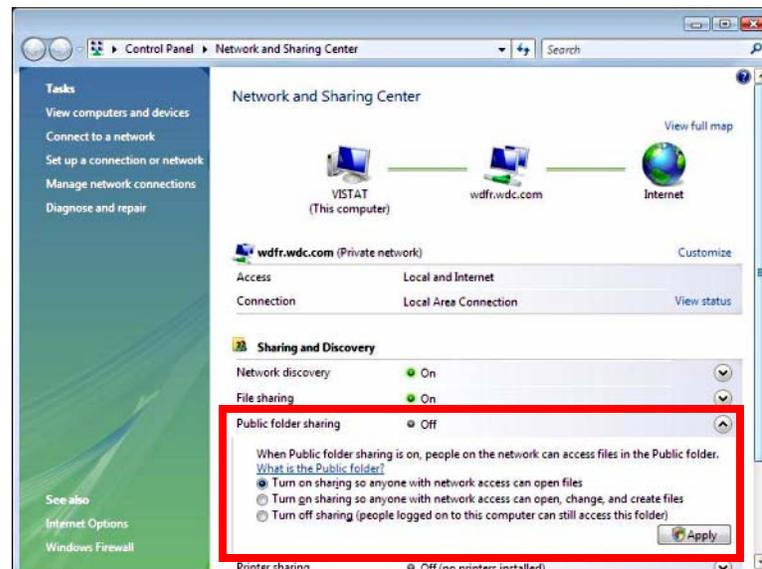 Control Panel ▸ Network and Sharing Center
Search
Tasks
View computers and devices
Connect to a network
Set up a connection or network
Manage network connections
Diagnose and repair
See also
Internet Options
Windows Firewall
Network and Sharing Center
View full map
VISTAT
(This computer)
wdfr.wdc.com
Internet
wdfr.wdc.com (Private network)
Customize
Access Local and Internet
Connection Local Area Connection View status
Sharing and Discovery
Network discovery On
File sharing On
Public folder sharing Off
When Public folder sharing is on, people on the network can access files in the Public folder.
What is the Public folder?
Turn on sharing so anyone with network access can open files
Turn on sharing so anyone with network access can open, change, and create files
Turn off sharing (people logged on to this computer can still access this folder)
Apply
Printer sharing Off (no printers installed)